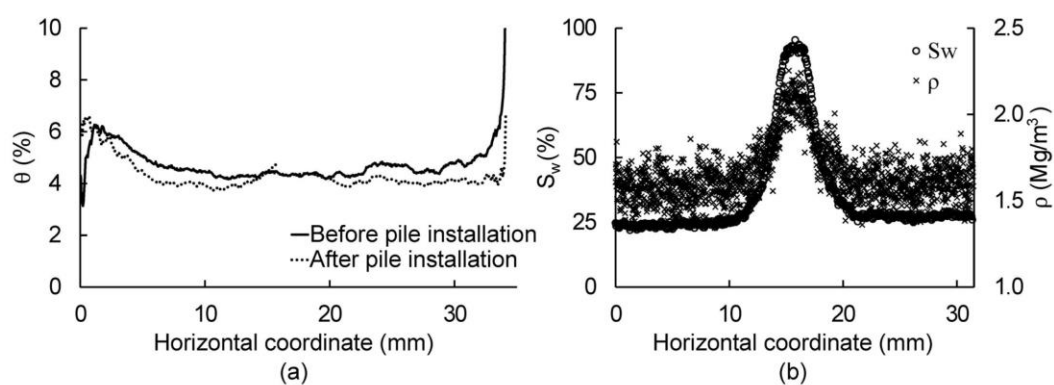 10
8
6
4
2
0
θ (%)
0 10 20 30
Horizontal coordinate (mm)
Before pile installation
After pile installation
(a)
100
75
50
25
0
Sw(%)
0 10 20 30
Horizontal coordinate (mm)
Sw
ρ
2.5
2.0
1.5
1.0
ρ (Mg/m³)
(b)